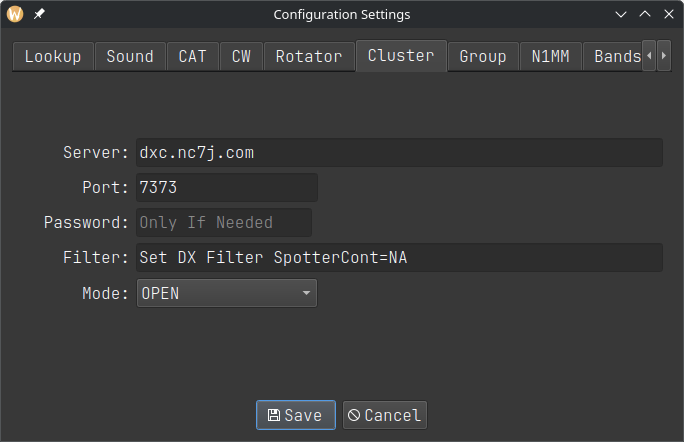 W
Configuration Settings
Lookup Sound CAT CW Rotator Cluster Group N1MM Bands
Server: dxc.nc7j.com
Port: 7373
Password: Only If Needed
Filter: Set DX Filter SpotterCont=NA
Mode: OPEN
Save Cancel